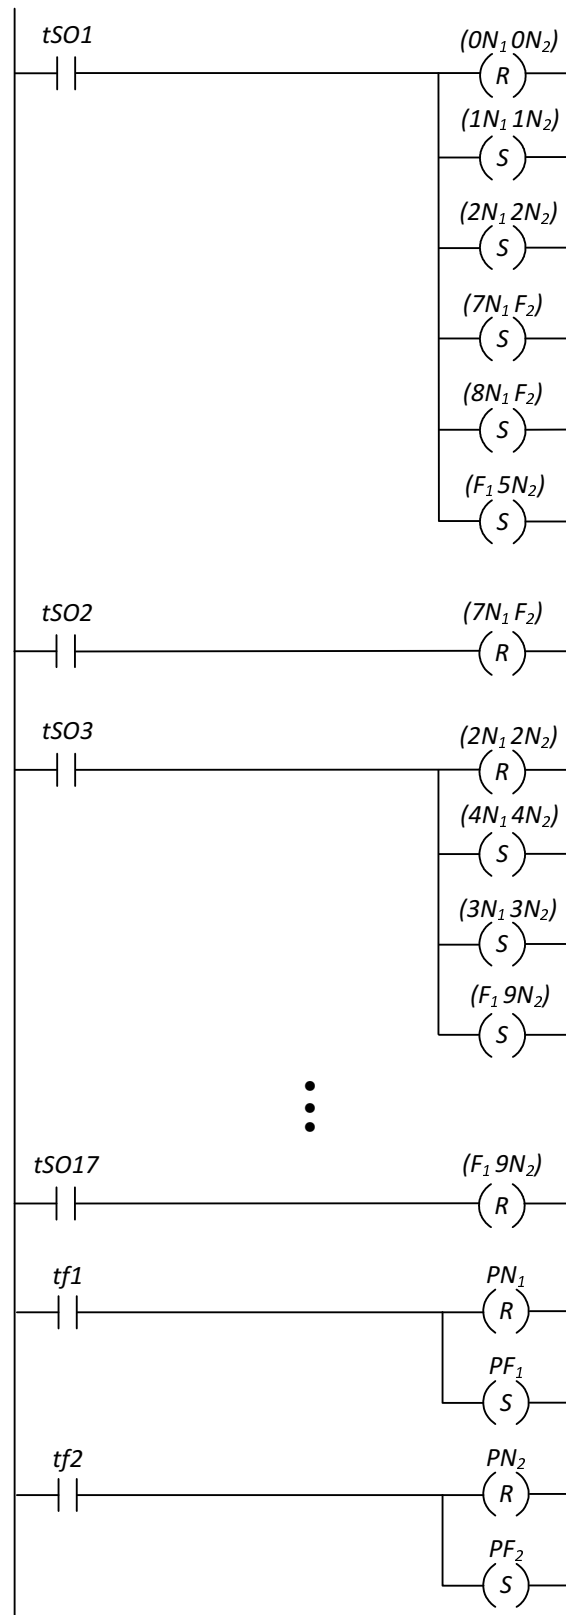 tSO1
(0N₁ 0N₂)
R
(1N₁ 1N₂)
S
(2N₁ 2N₂)
S
(7N₁ F₂)
S
(8N₁ F₂)
S
(F₁ 5N₂)
S
tSO2
(7N₁ F₂)
R
tSO3
(2N₁ 2N₂)
R
(4N₁ 4N₂)
S
(3N₁ 3N₂)
S
(F₁ 9N₂)
S
tSO17
(F₁ 9N₂)
R
tf1
PN₁
R
PF₁
S
tf2
PN₂
R
PF₂
S